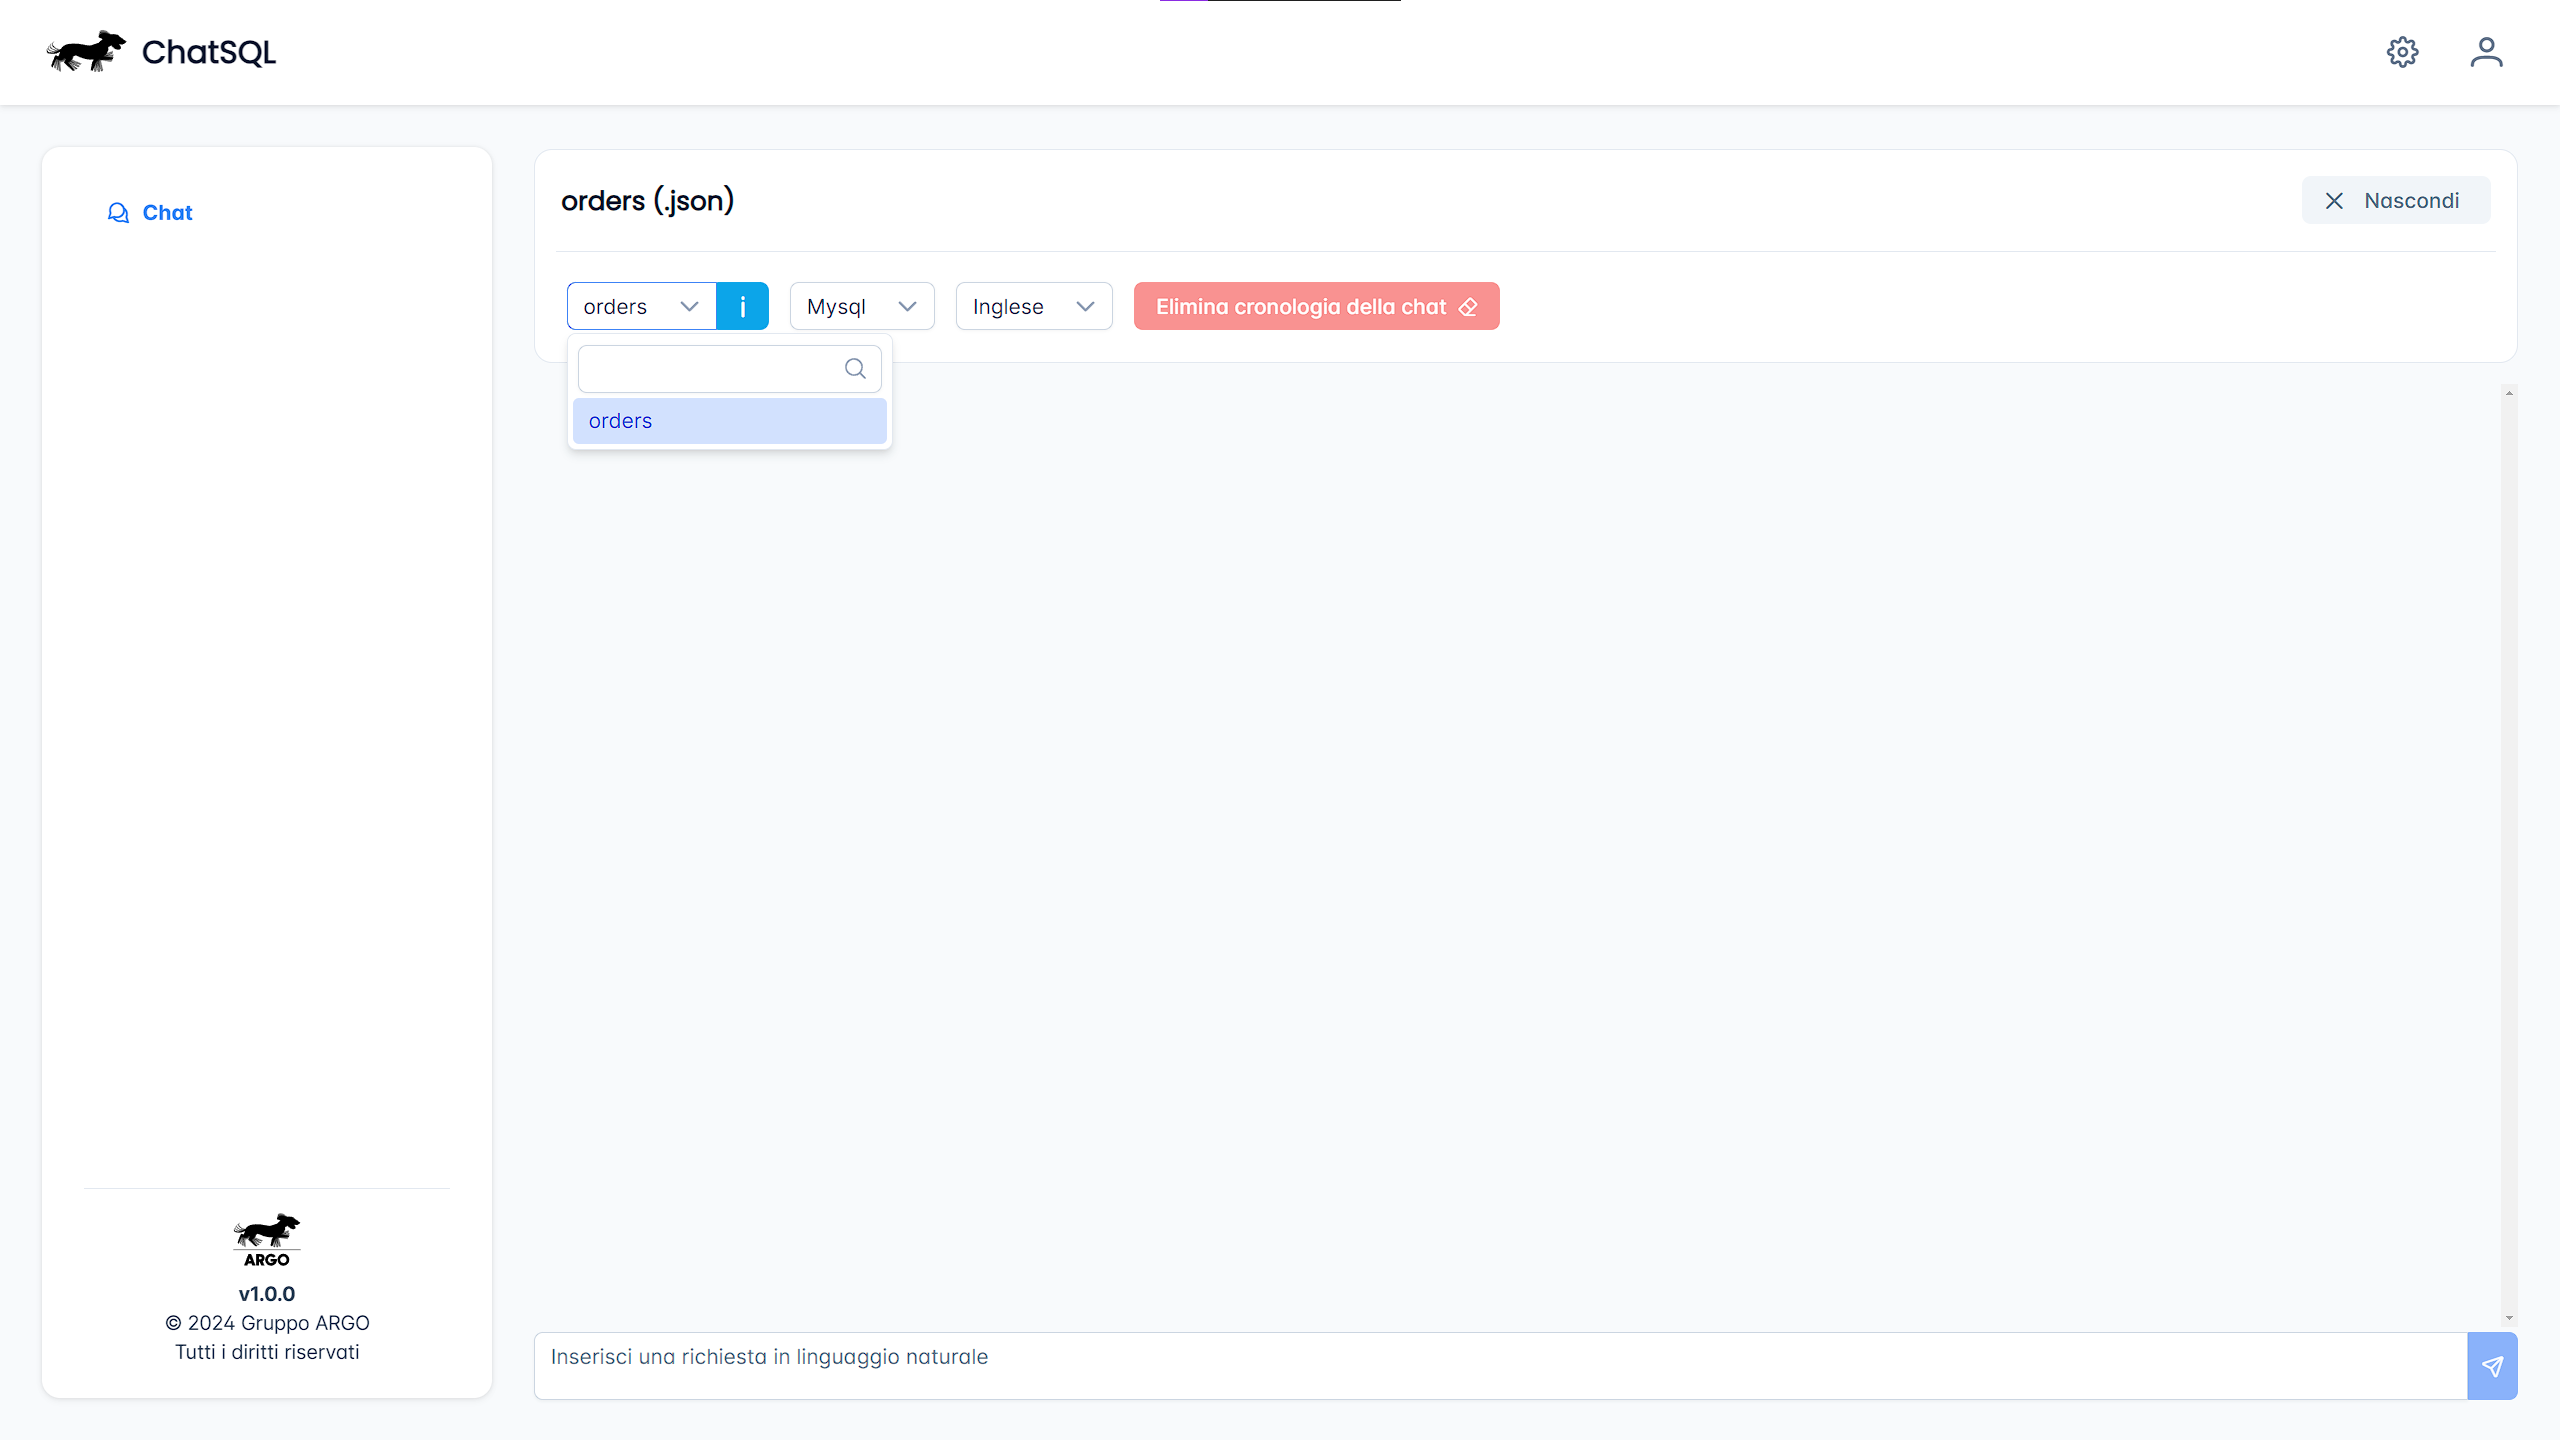 ChatSQL
Chat
orders (.json)
Nascondi
orders
i
Mysql
Inglese
Elimina cronologia della chat
orders
ARGO
v1.0.0
© 2024 Gruppo ARGO
Tutti i diritti riservati
Inserisci una richiesta in linguaggio naturale